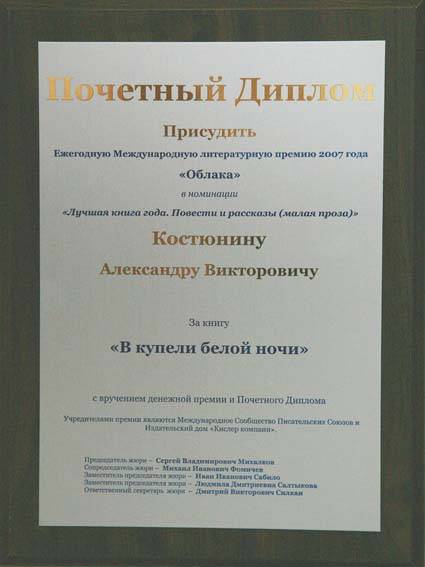 Почетный Диплом
Присудить
Ежегодную Международную литературную премию 2007 года
«Облака»
в номинации
«Лучшая книга года. Повести и рассказы (малая проза)»
Костюнину
Александру Викторовичу
За книгу
«В купели белой ночи»
с вручением денежной премии и Почетного Диплома
Учредителями премии являются Международное Сообщество Писательских Союзов и
Издательский дом «Кислер компани».
Председатель жюри – Сергей Владимирович Михалков
Сопредседатель жюри – Михаил Иванович Фомичев
Заместитель председателя жюри – Иван Иванович Сабило
Заместитель председателя жюри – Людмила Дмитриевна Салтыкова
Ответственный секретарь жюри – Дмитрий Викторович Силкан